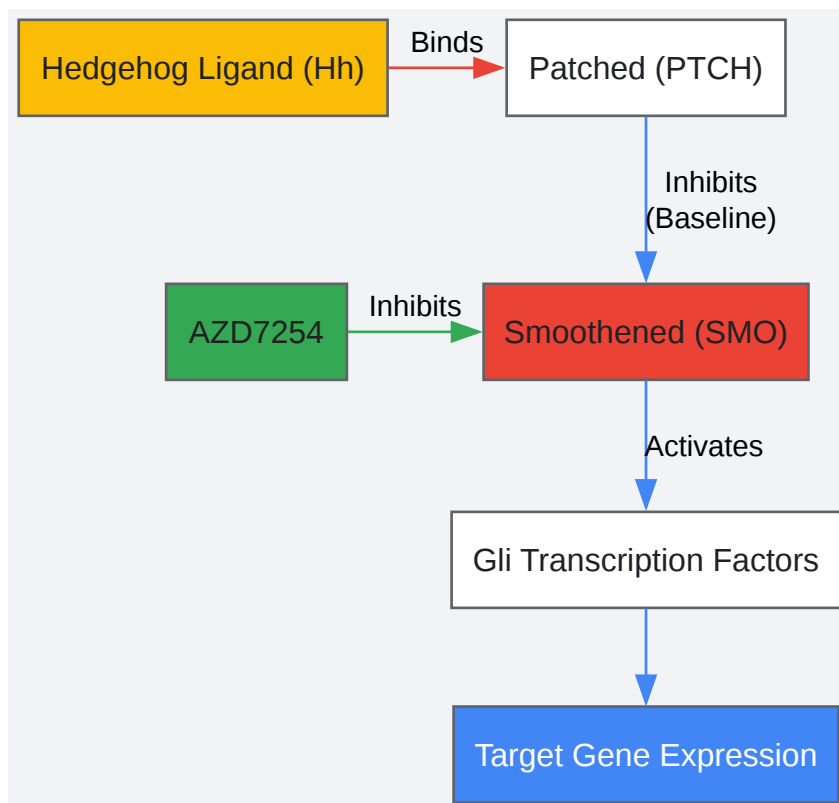 Hedgehog Ligand (Hh)
Binds
Patched (PTCH)
Inhibits
(Baseline)
AZD7254
Inhibits
Smoothened (SMO)
Activates
Gli Transcription Factors
Target Gene Expression